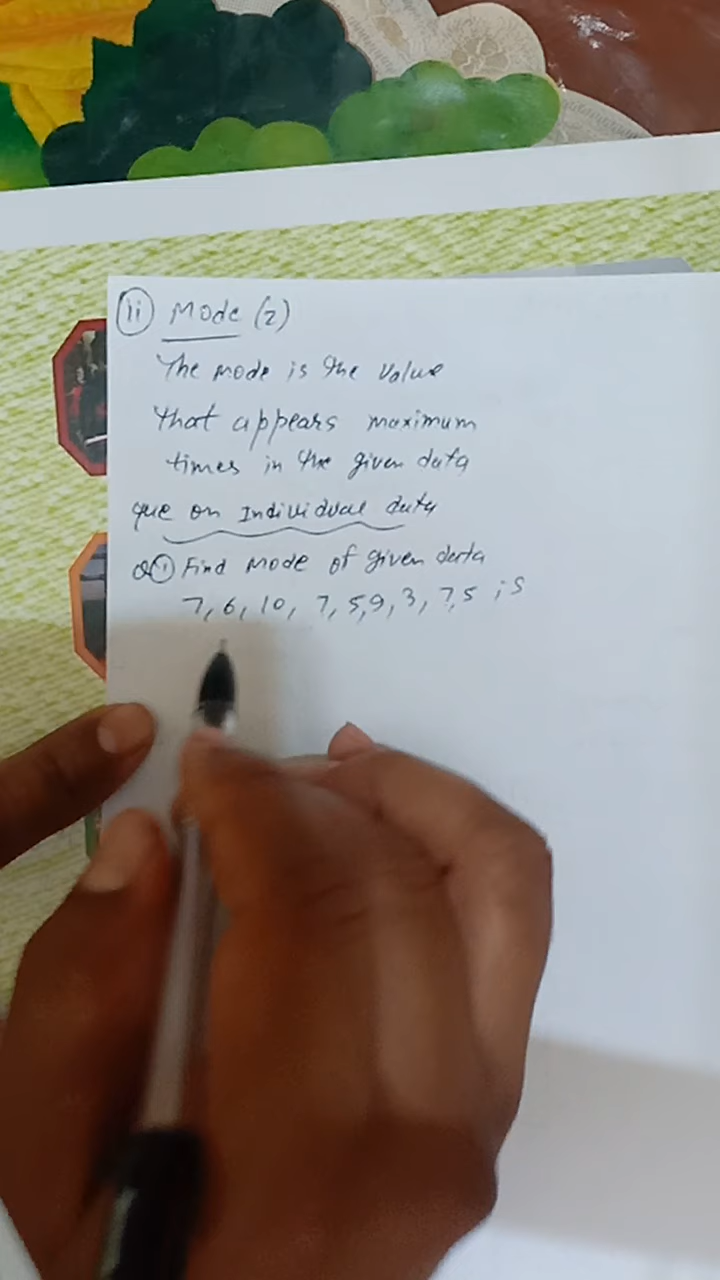 (ii) Mode (2)
The mode is the value
that appears maximum
times in the given data
que on Individual data
Q① Find mode of given data
7, 6, 10, 7, 5, 9, 3, 7, 5 is